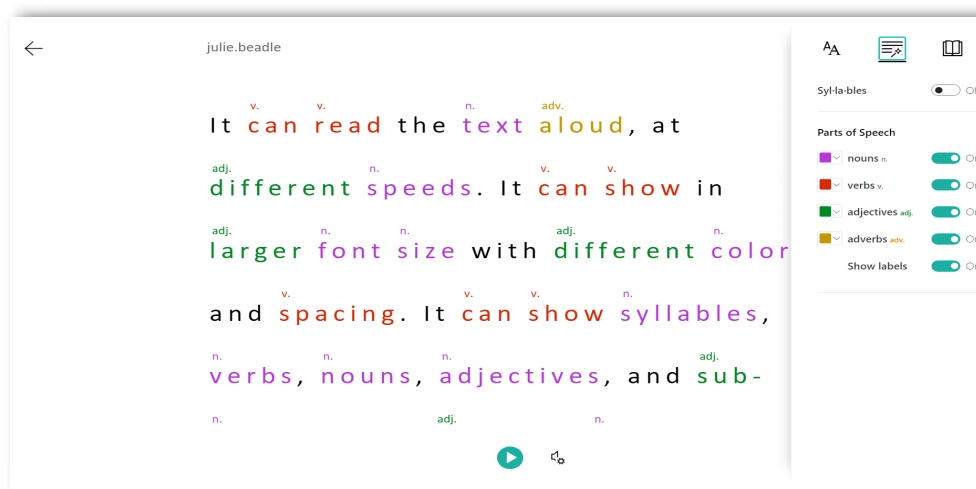 julie.beadle
v. v. n. adv.
It can read the text aloud, at
adj. n. v. v.
different speeds. It can show in
adj. n. n. adj. n.
larger font size with different color
v. v. v. n.
and spacing. It can show syllables,
n. n. n. adj.
verbs, nouns, adjectives, and sub-
n. adj. n.
AA
Syl·la·bles
Parts of Speech
nouns n.
verbs v.
adjectives adj.
adverbs adv.
Show labels